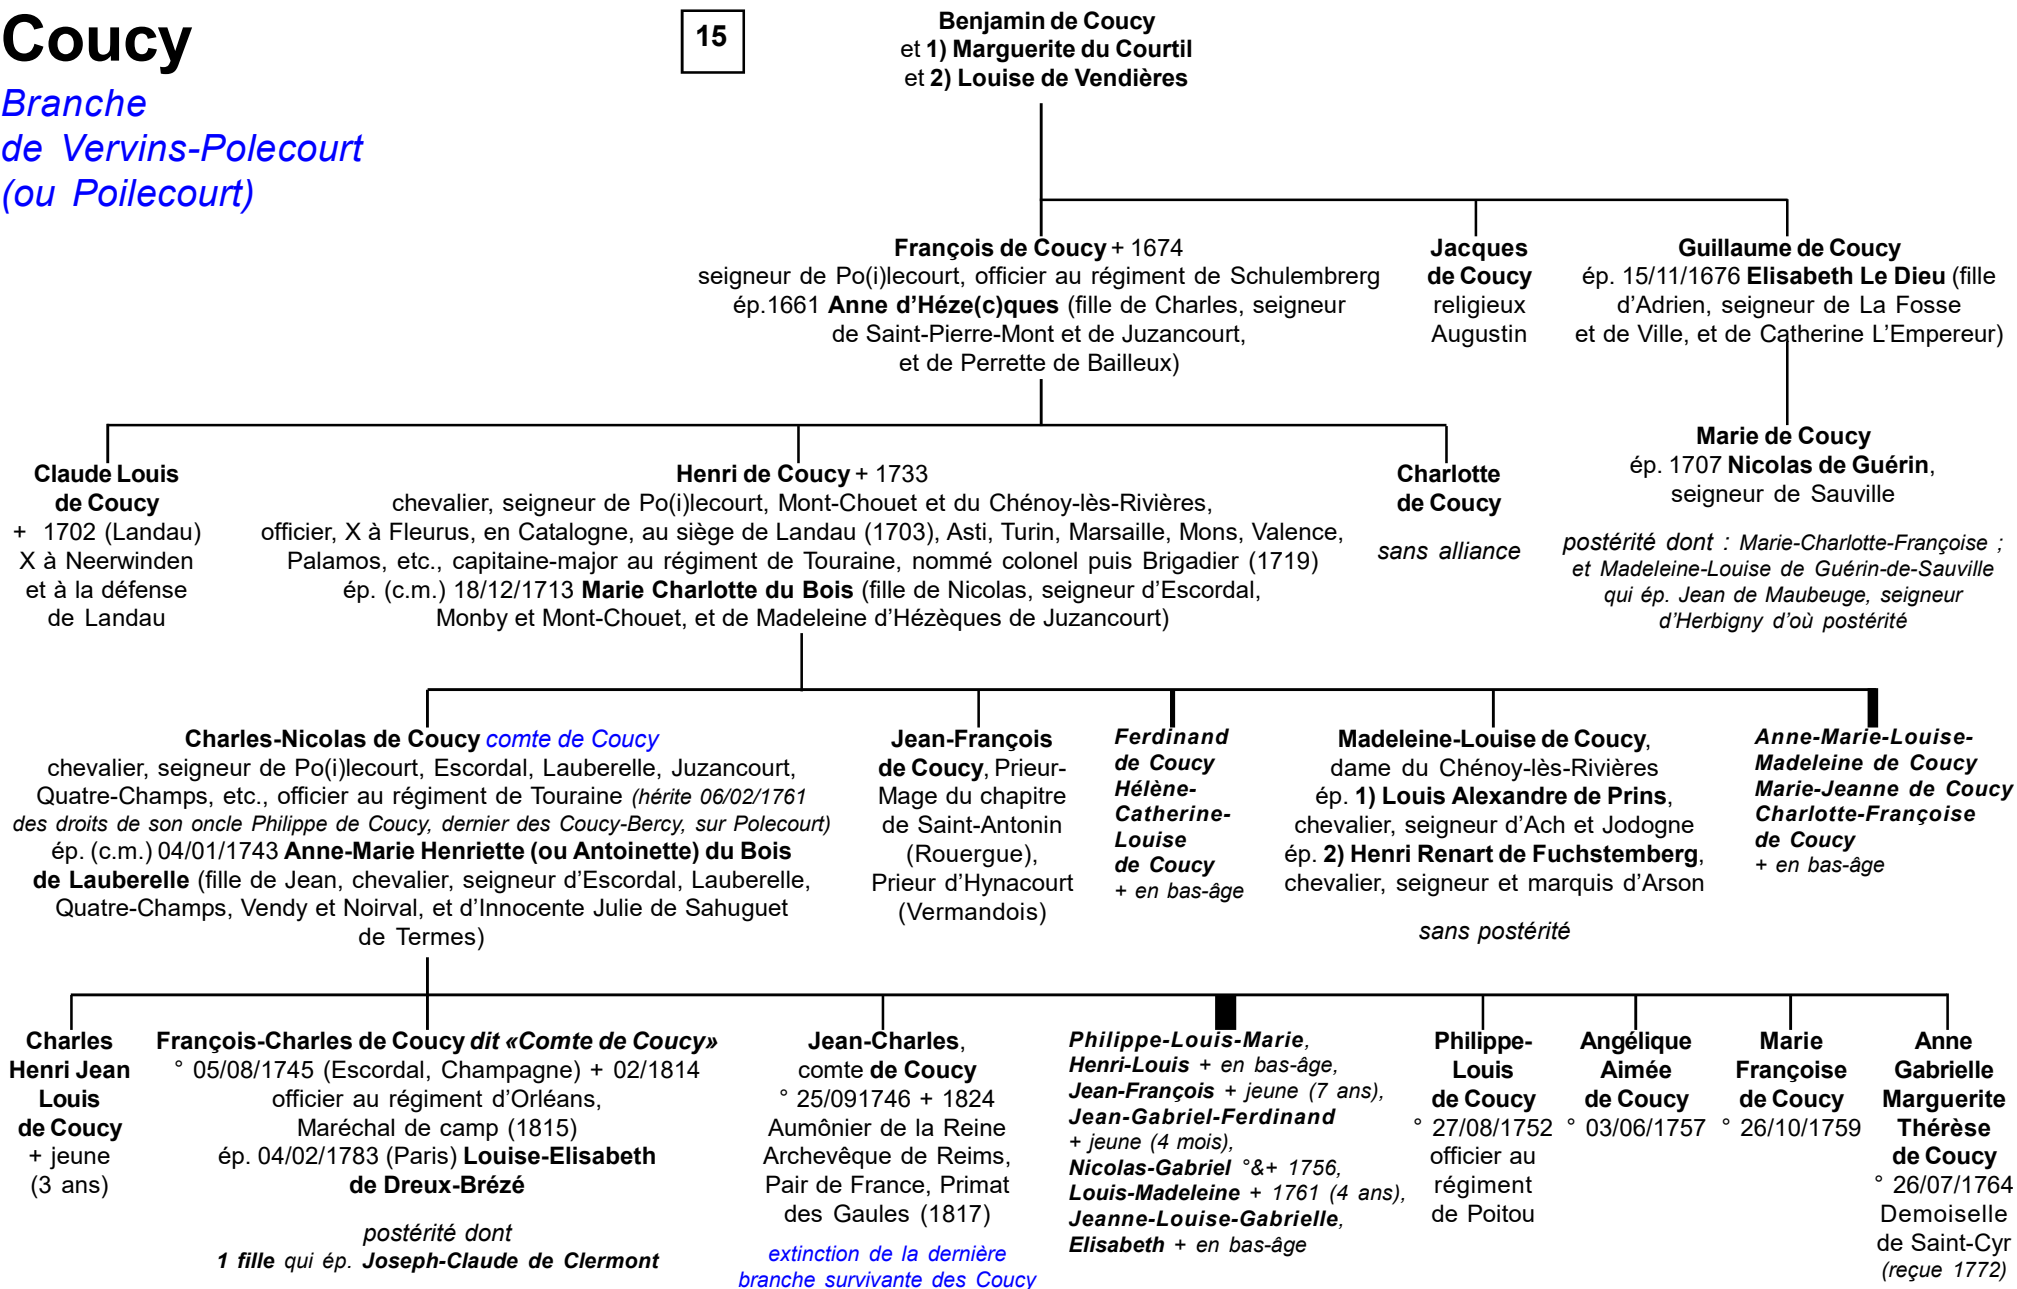 Coucy
Branche
de Vervins-Polecourt
(ou Poilecourt)
15
Benjamin de Coucy
et 1) Marguerite du Courtil
et 2) Louise de Vendières
François de Coucy + 1674
seigneur de Po(i)lecourt, officier au régiment de Schulembrerg
ép.1661 Anne d'Héze(c)ques (fille de Charles, seigneur
de Saint-Pierre-Mont et de Juzancourt,
et de Perrette de Bailleux)
Jacques
de Coucy
religieux
Augustin
Guillaume de Coucy
ép. 15/11/1676 Elisabeth Le Dieu (fille
d'Adrien, seigneur de La Fosse
et de Ville, et de Catherine L'Empereur)
Claude Louis
de Coucy
+ 1702 (Landau)
X à Neerwinden
et à la défense
de Landau
Henri de Coucy + 1733
chevalier, seigneur de Po(i)lecourt, Mont-Chouet et du Chénoy-lès-Rivières,
officier, X à Fleurus, en Catalogne, au siège de Landau (1703), Asti, Turin, Marsaille, Mons, Valence,
Palamos, etc., capitaine-major au régiment de Touraine, nommé colonel puis Brigadier (1719)
ép. (c.m.) 18/12/1713 Marie Charlotte du Bois (fille de Nicolas, seigneur d'Escordal,
Monby et Mont-Chouet, et de Madeleine d'Hézèques de Juzancourt)
Charlotte
de Coucy
sans alliance
Marie de Coucy
ép. 1707 Nicolas de Guérin,
seigneur de Sauville
postérité dont : Marie-Charlotte-Françoise ;
et Madeleine-Louise de Guérin-de-Sauville
qui ép. Jean de Maubeuge, seigneur
d'Herbigny d'où postérité
Charles-Nicolas de Coucy comte de Coucy
chevalier, seigneur de Po(i)lecourt, Escordal, Lauberelle, Juzancourt,
Quatre-Champs, etc., officier au régiment de Touraine (hérite 06/02/1761
des droits de son oncle Philippe de Coucy, dernier des Coucy-Bercy, sur Polecourt)
ép. (c.m.) 04/01/1743 Anne-Marie Henriette (ou Antoinette) du Bois
de Lauberelle (fille de Jean, chevalier, seigneur d'Escordal, Lauberelle,
Quatre-Champs, Vendy et Noirval, et d'Innocente Julie de Sahuguet
de Termes)
Jean-François
de Coucy, Prieur-
Mage du chapitre
de Saint-Antonin
(Rouergue),
Prieur d'Hynacourt
(Vermandois)
Ferdinand
de Coucy
Hélène-
Catherine-
Louise
de Coucy
+ en bas-âge
Madeleine-Louise de Coucy,
dame du Chénoy-lès-Rivières
ép. 1) Louis Alexandre de Prins,
chevalier, seigneur d'Ach et Jodogne
ép. 2) Henri Renart de Fuchstemberg,
chevalier, seigneur et marquis d'Arson
sans postérité
Anne-Marie-Louise-
Madeleine de Coucy
Marie-Jeanne de Coucy
Charlotte-Françoise
de Coucy
+ en bas-âge
Charles
Henri Jean
Louis
de Coucy
+ jeune
(3 ans)
François-Charles de Coucy dit «Comte de Coucy»
° 05/08/1745 (Escordal, Champagne) + 02/1814
officier au régiment d'Orléans,
Maréchal de camp (1815)
ép. 04/02/1783 (Paris) Louise-Elisabeth
de Dreux-Brézé
postérité dont
1 fille qui ép. Joseph-Claude de Clermont
Jean-Charles,
comte de Coucy
° 25/091746 + 1824
Aumônier de la Reine
Archevêque de Reims,
Pair de France, Primat
des Gaules (1817)
extinction de la dernière
branche survivante des Coucy
Philippe-Louis-Marie,
Henri-Louis + en bas-âge,
Jean-François + jeune (7 ans),
Jean-Gabriel-Ferdinand
+ jeune (4 mois),
Nicolas-Gabriel °&+ 1756,
Louis-Madeleine + 1761 (4 ans),
Jeanne-Louise-Gabrielle,
Elisabeth + en bas-âge
Philippe-
Louis
de Coucy
° 27/08/1752
officier au
régiment
de Poitou
Angélique
Aimée
de Coucy
° 03/06/1757
Marie
Françoise
de Coucy
° 26/10/1759
Anne
Gabrielle
Marguerite
Thérèse
de Coucy
° 26/07/1764
Demoiselle
de Saint-Cyr
(reçue 1772)